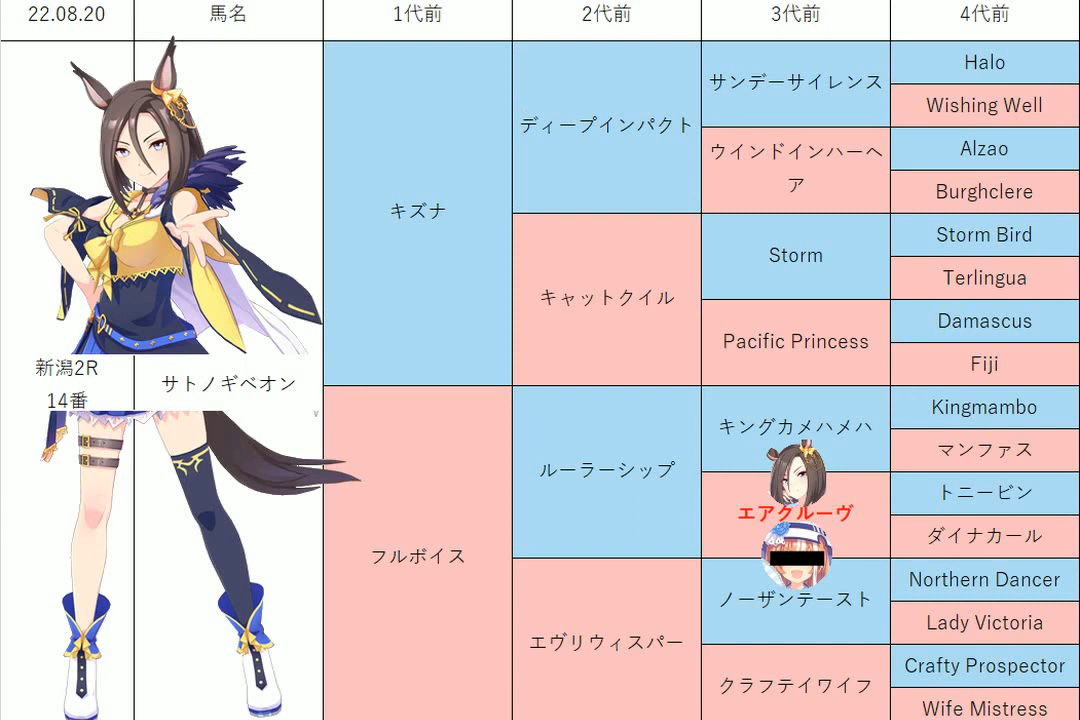 22.08.20
馬名
1代前
2代前
3代前
4代前
新潟2R
14番
サトノギベオン
キズナ
フルボイス
ディープインパクト
キャットクイル
ルーラーシップ
エヴリウィスパー
サンデーサイレンス
ウインドインハーヘ
ア
Storm
Pacific Princess
キングカメハメハ
エアグルーヴ
ノーザンテースト
クラフテイワイフ
Halo
Wishing Well
Alzao
Burghclere
Storm Bird
Terlingua
Damascus
Fiji
Kingmambo
マンファス
トニービン
ダイナカール
Northern Dancer
Lady Victoria
Crafty Prospector
Wife Mistress